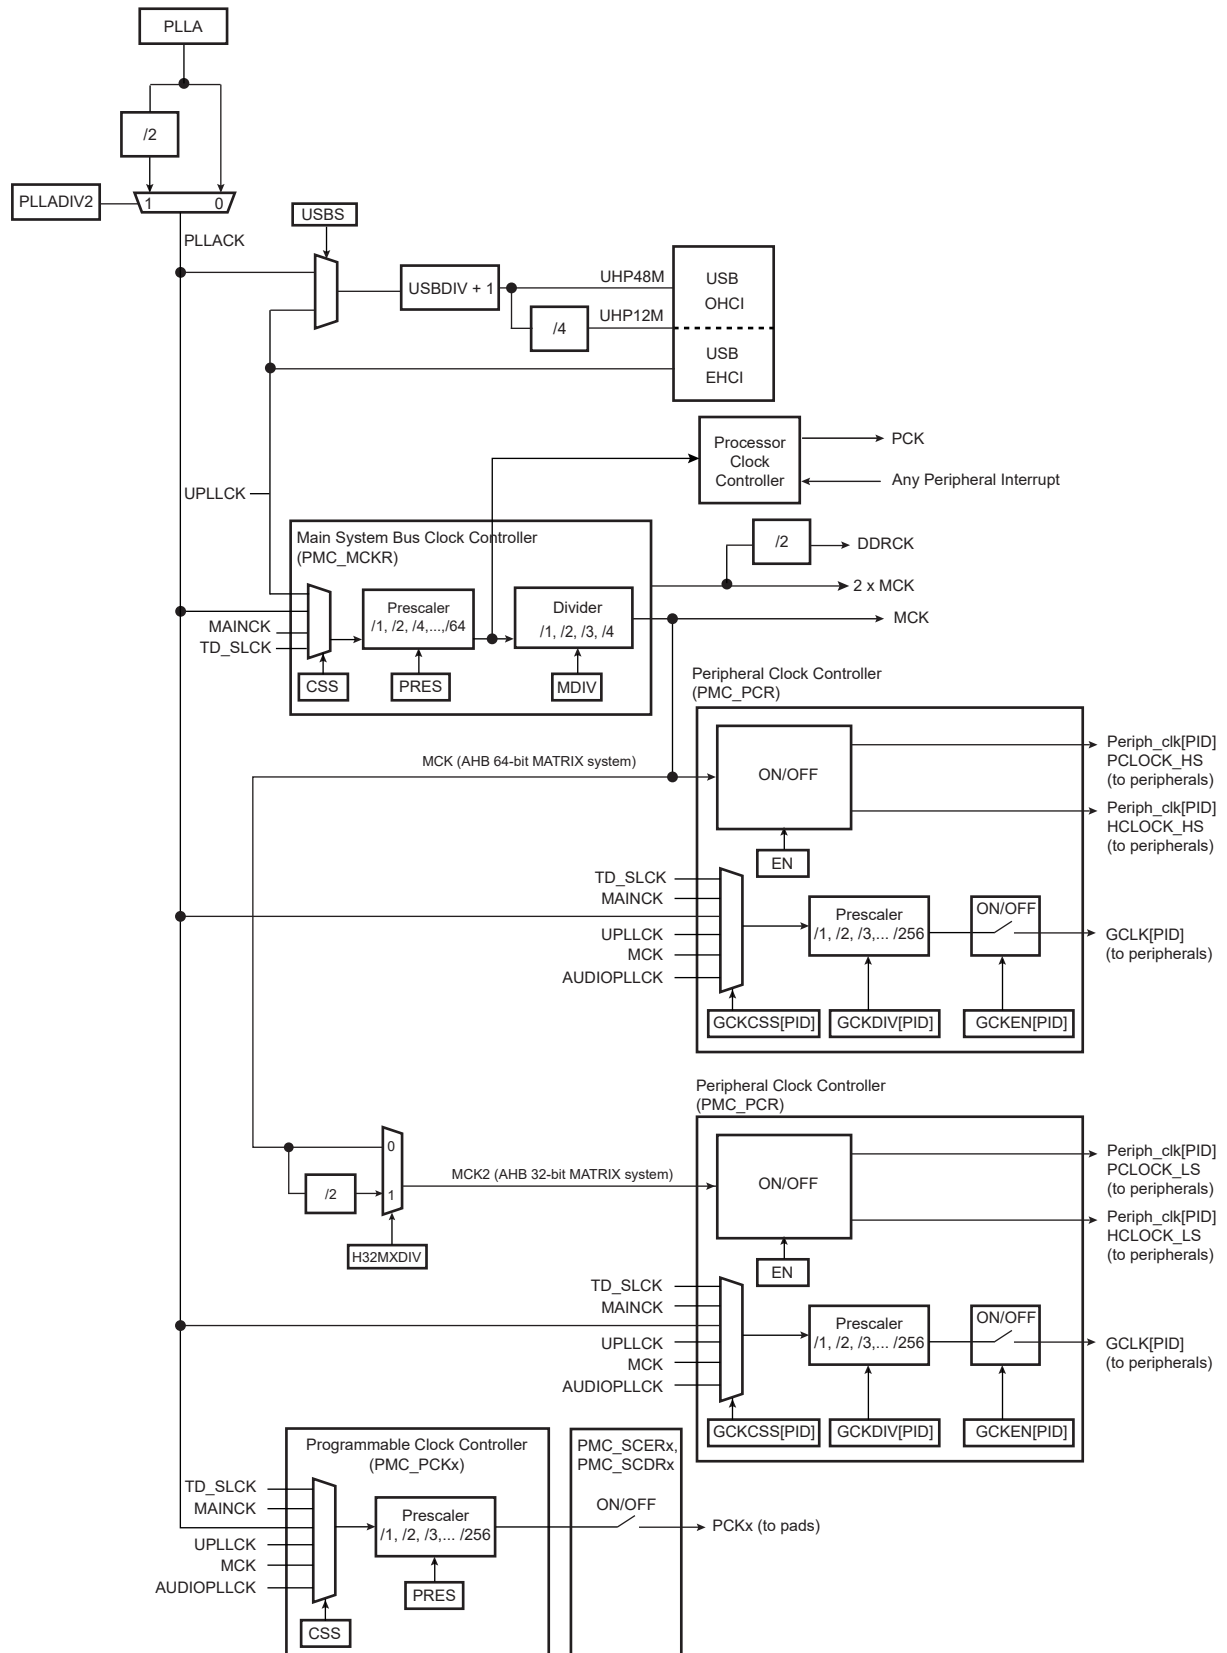 PLLA
/2
PLLADIV2
1
0
PLLACK
USBS
USBDIV + 1
UHP48M
/4
UHP12M
USB
OHCI
USB
EHCI
Processor
Clock
Controller
PCK
Any Peripheral Interrupt
UPLLCK
Main System Bus Clock Controller
(PMC_MCKR)
/2
DDRCK
2 x MCK
MCK
MAINCK
TD_SLCK
Prescaler
/1, /2, /4,...,/64
Divider
/1, /2, /3, /4
CSS
PRES
MDIV
Peripheral Clock Controller
(PMC_PCR)
MCK (AHB 64-bit MATRIX system)
ON/OFF
EN
Periph_clk[PID]
PCLOCK_HS
(to peripherals)
Periph_clk[PID]
HCLOCK_HS
(to peripherals)
TD_SLCK
MAINCK
UPLLCK
MCK
AUDIOPLLCK
Prescaler
/1, /2, /3,... /256
ON/OFF
GCLK[PID]
(to peripherals)
GCKCSS[PID]
GCKDIV[PID]
GCKEN[PID]
Peripheral Clock Controller
(PMC_PCR)
0
/2
1
H32MXDIV
MCK2 (AHB 32-bit MATRIX system)
ON/OFF
EN
Periph_clk[PID]
PCLOCK_LS
(to peripherals)
Periph_clk[PID]
HCLOCK_LS
(to peripherals)
TD_SLCK
MAINCK
UPLLCK
MCK
AUDIOPLLCK
Prescaler
/1, /2, /3,... /256
ON/OFF
GCLK[PID]
(to peripherals)
GCKCSS[PID]
GCKDIV[PID]
GCKEN[PID]
Programmable Clock Controller
(PMC_PCKx)
PMC_SCERx,
PMC_SCDRx
TD_SLCK
MAINCK
UPLLCK
MCK
AUDIOPLLCK
Prescaler
/1, /2, /3,... /256
ON/OFF
PCKx (to pads)
PRES
CSS